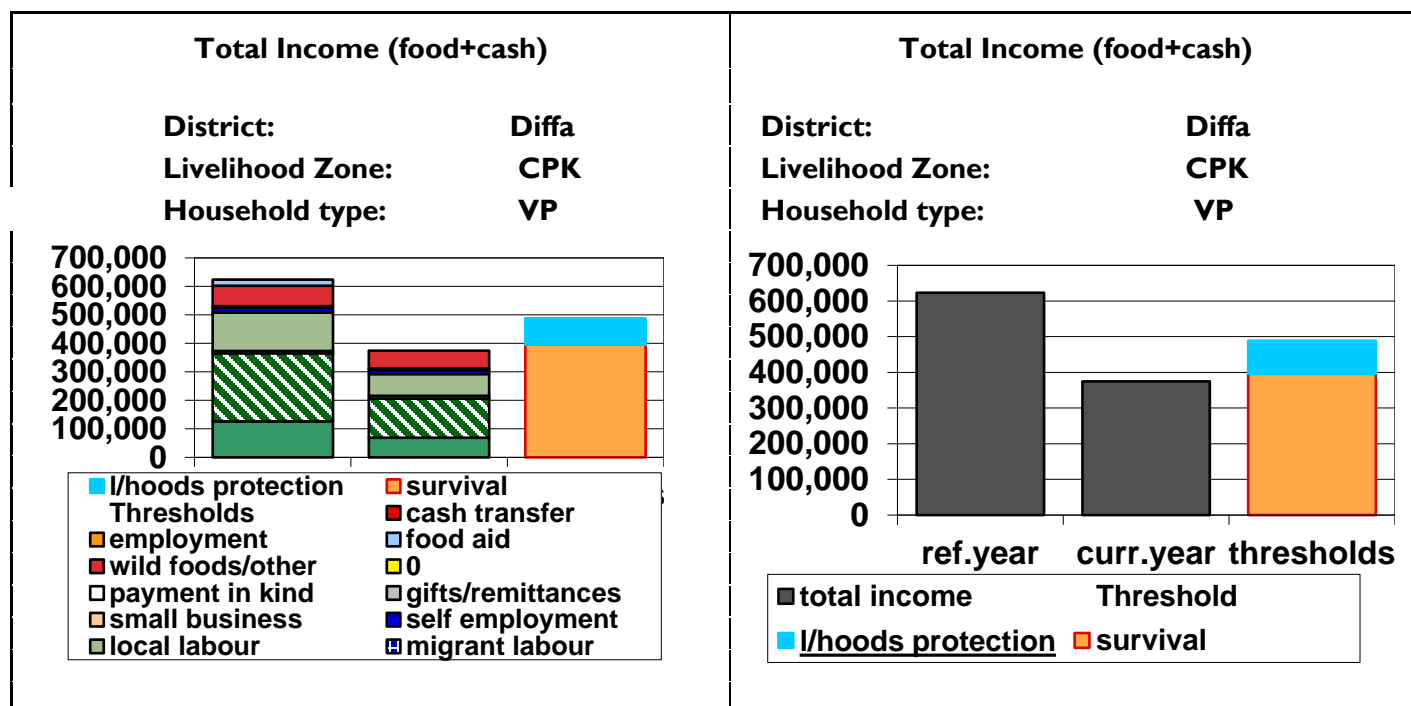 Total Income (food+cash)
District: Diffa
Livelihood Zone: CPK
Household type: VP
700,000
600,000
500,000
400,000
300,000
200,000
100,000
0
l/hoods protection survival
Thresholds cash transfer
employment food aid
wild foods/other 0
payment in kind gifts/remittances
small business self employment
local labour migrant labour
Total Income (food+cash)
District: Diffa
Livelihood Zone: CPK
Household type: VP
700,000
600,000
500,000
400,000
300,000
200,000
100,000
0
ref.year curr.year thresholds
total income Threshold
l/hoods protection survival